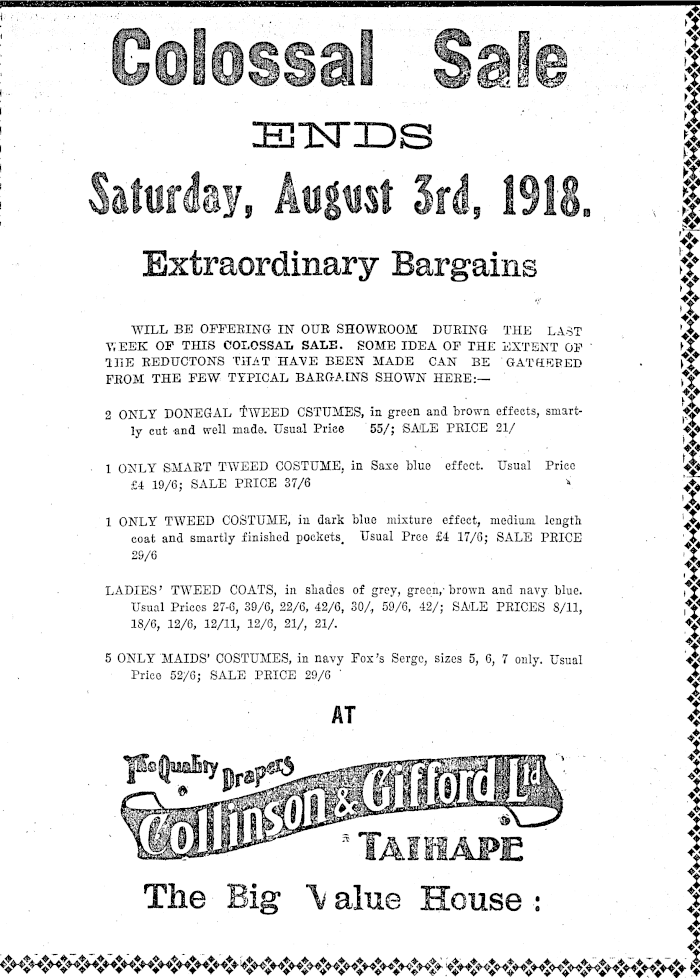 Colossal Sale
ENDS
Saturday, August 3rd, 1918.
Extraordinary Bargains
WILL BE OFFERING IN OUR SHOWROOM DURING THE LAST
WEEK OF THIS COLOSSAL SALE. SOME IDEA OF THE EXTENT OF
THE REDUCTONS THAT HAVE BEEN MADE CAN BE GATHERED
FROM THE FEW TYPICAL BARGAINS SHOWN HERE:—
2 ONLY DONEGAL TWEED CSTUMES, in green and brown effects, smart-
ly cut and well made. Usual Price 55/; SALE PRICE 21/
1 ONLY SMART TWEED COSTUME, in Saxe blue effect. Usual Price
£4 19/6; SALE PRICE 37/6
1 ONLY TWEED COSTUME, in dark blue mixture effect, medium length
coat and smartly finished pockets. Usual Prce £4 17/6; SALE PRICE
29/6
LADIES' TWEED COATS, in shades of grey, green, brown and navy blue.
Usual Prices 27-6, 39/6, 22/6, 42/6, 30/, 59/6, 42/; SALE PRICES 8/11,
18/6, 12/6, 12/11, 12/6, 21/, 21/.
5 ONLY MAIDS' COSTUMES, in navy Fox's Serge, sizes 5, 6, 7 only. Usual
Price 52/6; SALE PRICE 29/6
AT
The Quality Drapers
Collinson & Gifford Ltd
TAIHAPE
The Big Value House :